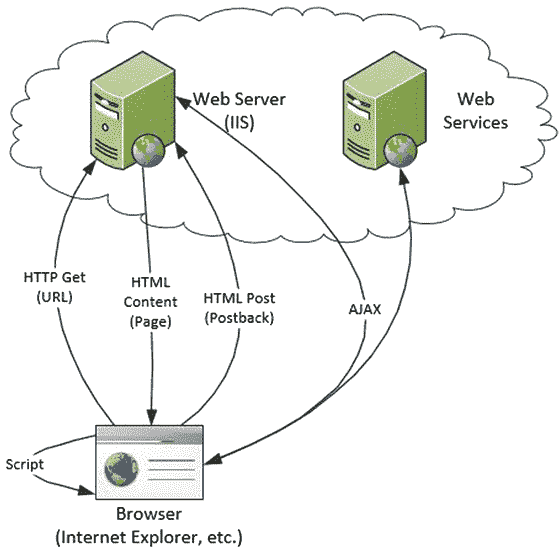 Web Server
(IIS)
Web
Services
HTTP Get
(URL)
HTML
Content
(Page)
HTML Post
(Postback)
AJAX
Script
Browser
(Internet Explorer, etc.)